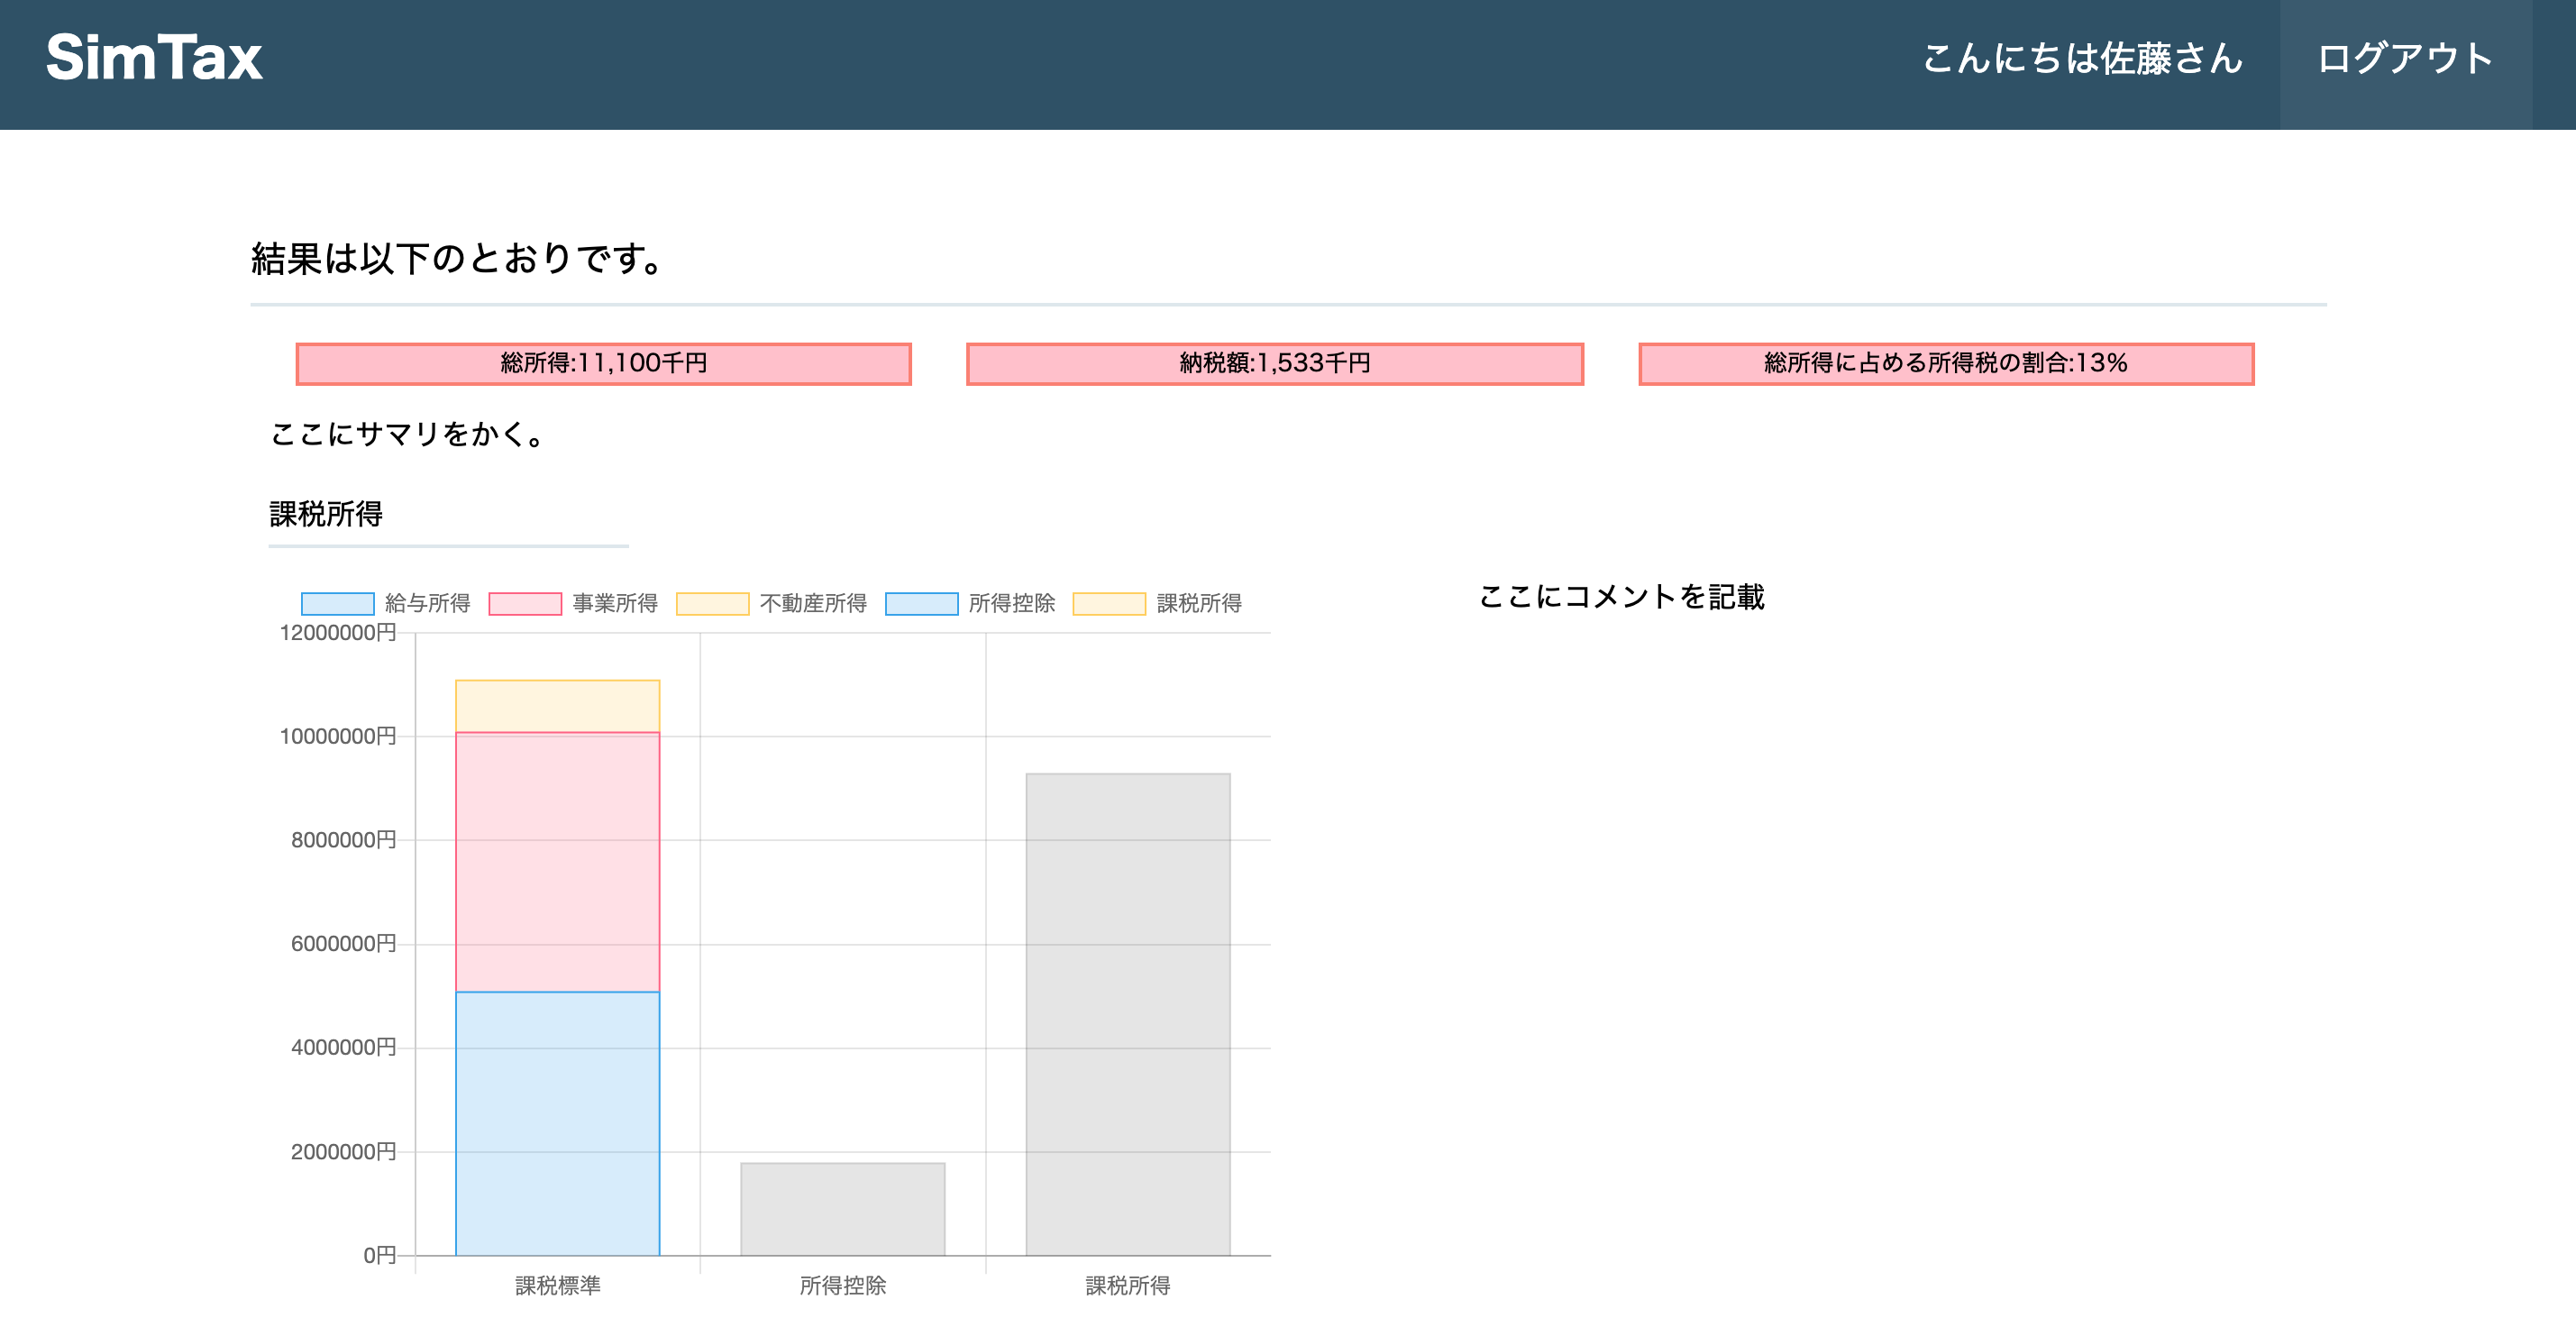 SimTax
こんにちは佐藤さん ログアウト
結果は以下のとおりです。
総所得:11,100千円 納税額:1,533千円 総所得に占める所得税の割合:13%
ここにサマリをかく。
課税所得
給与所得 事業所得 不動産所得 所得控除 課税所得
ここにコメントを記載
12000000円
10000000円
8000000円
6000000円
4000000円
2000000円
0円
課税標準 所得控除 課税所得